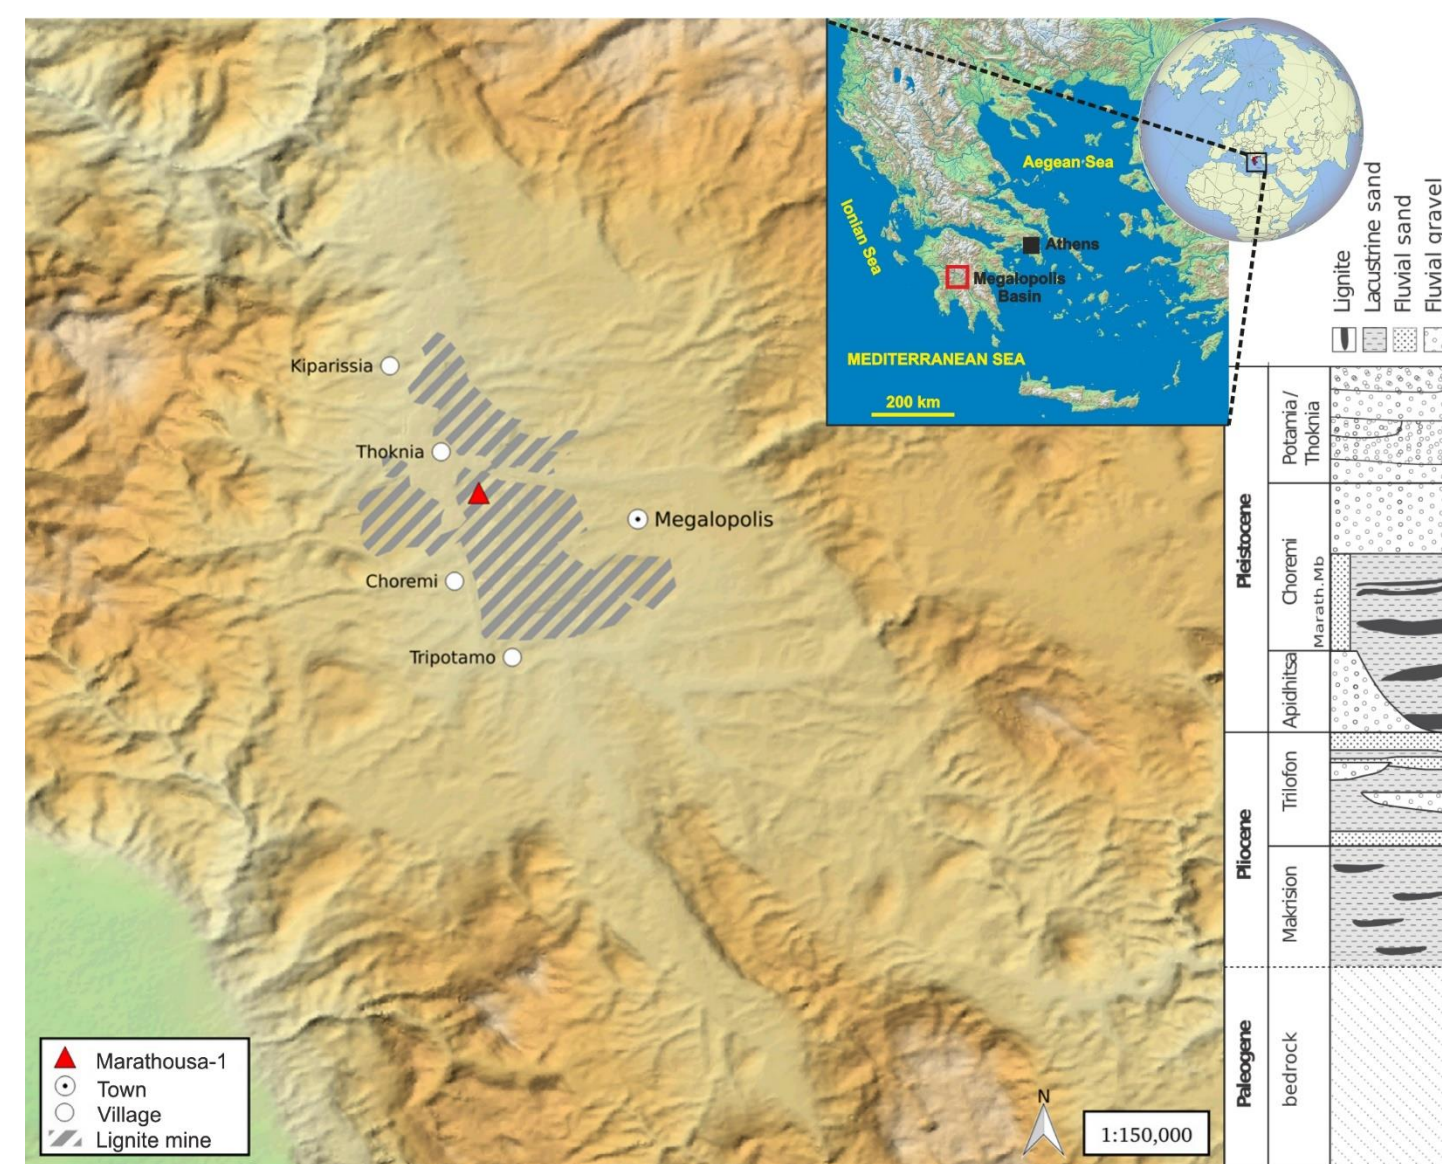 Aegean Sea
Ionian Sea
Athens
Megalopolis
Basin
MEDITERRANEAN SEA
200 km
Kiparissia
Thoknia
Megalopolis
Choremi
Tripotamo
Marathousa-1
Town
Village
Lignite mine
N
1:150,000
Lignite
Lacustrine sand
Fluvial sand
Fluvial gravel
Pleistocene
Potamia/
Thoknia
Choremi
Marath.Mb
Apidhitsa
Pliocene
Trilofon
Makrision
Paleogene
bedrock